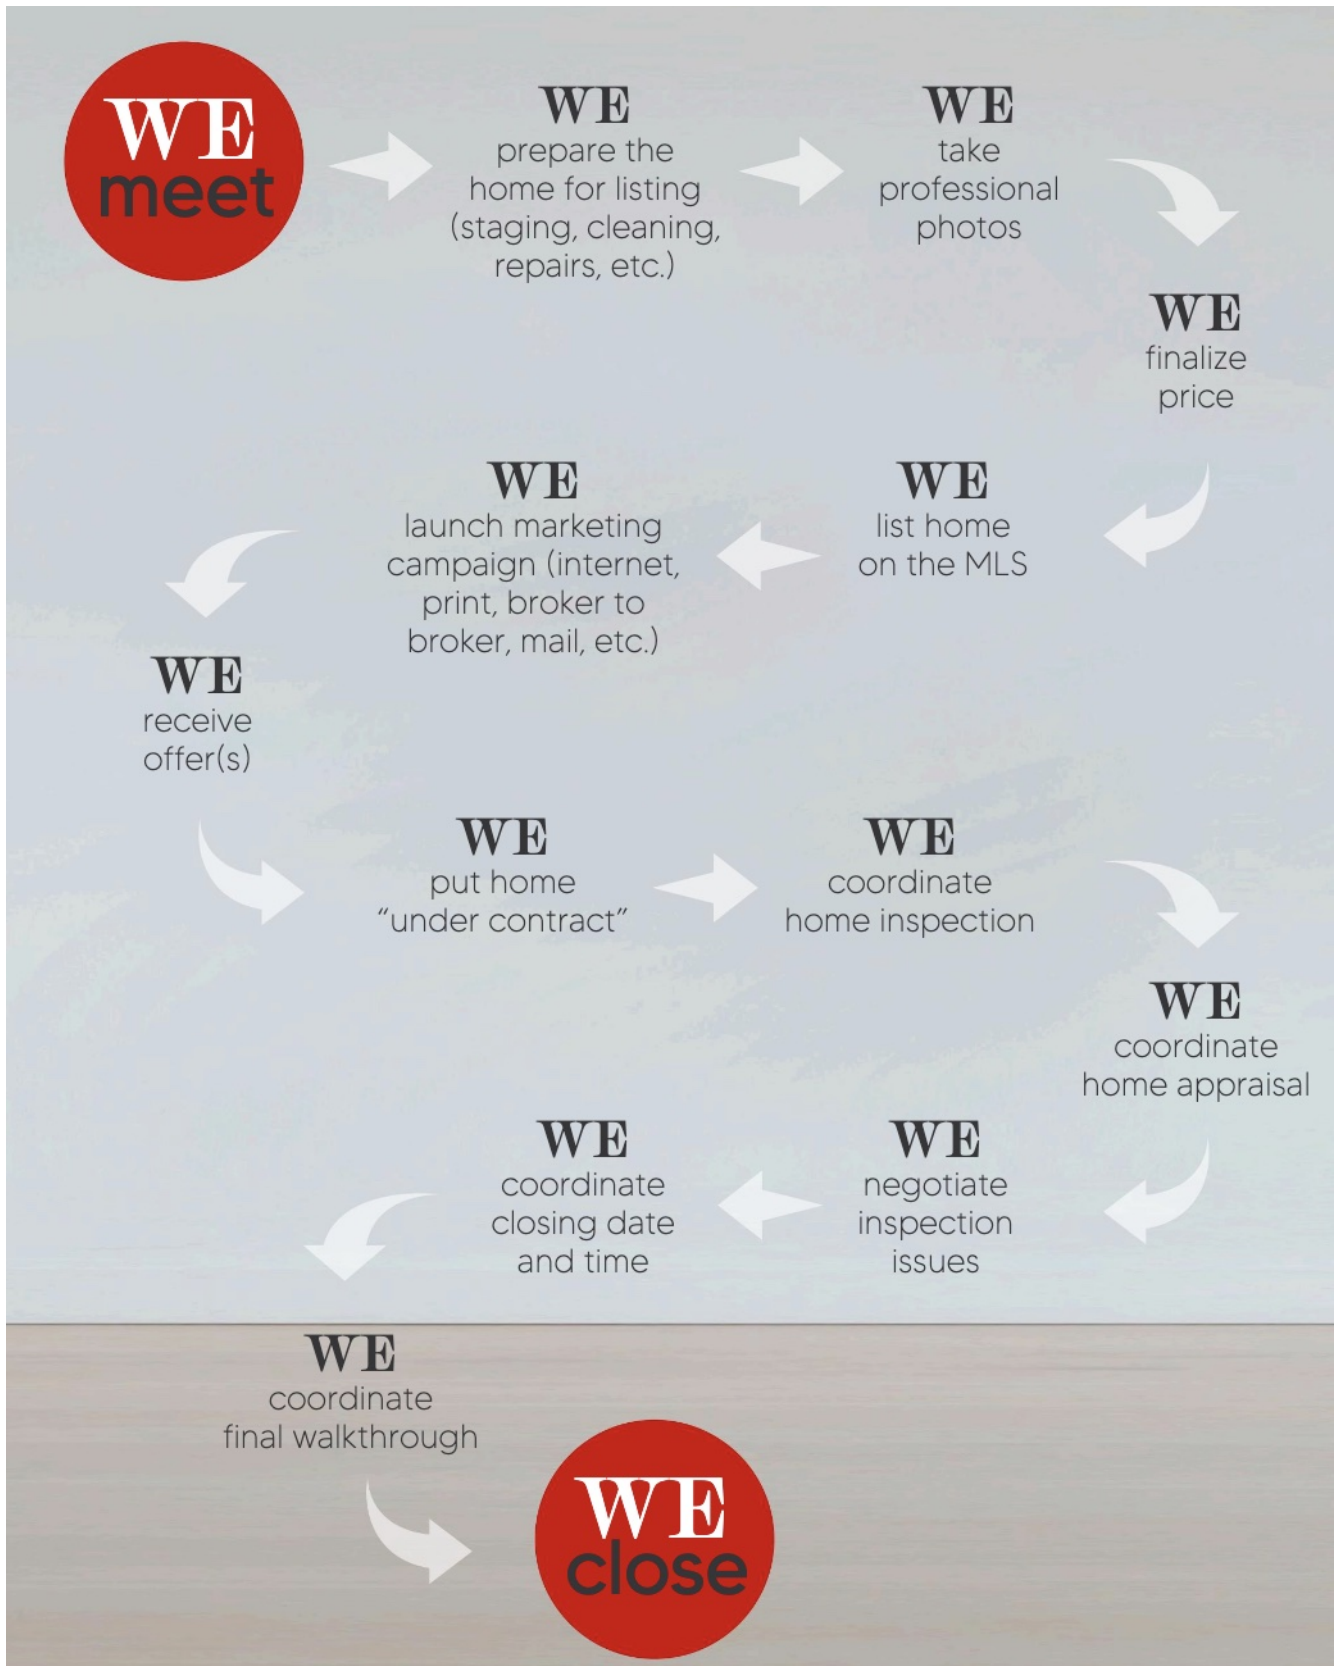 WE
meet
WE
prepare the
home for listing
(staging, cleaning,
repairs, etc.)
WE
take
professional
photos
WE
finalize
price
WE
list home
on the MLS
WE
launch marketing
campaign (internet,
print, broker to
broker, mail, etc.)
WE
receive
offer(s)
WE
put home
“under contract”
WE
coordinate
home inspection
WE
coordinate
home appraisal
WE
negotiate
inspection
issues
WE
coordinate
closing date
and time
WE
coordinate
final walkthrough
WE
close